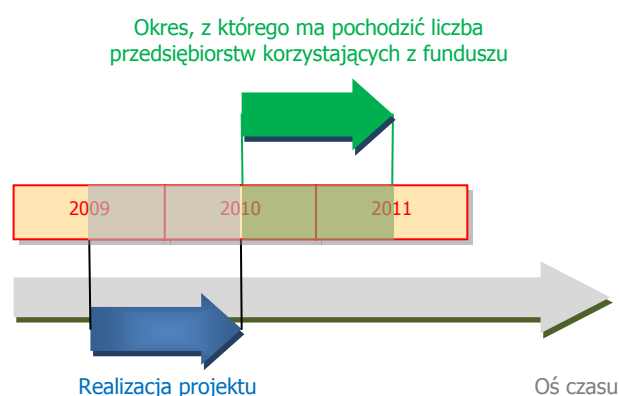 Okres, z którego ma pochodzić liczba
przedsiębiorstw korzystających z funduszu
2009 2010 2011
Realizacja projektu
Oś czasu